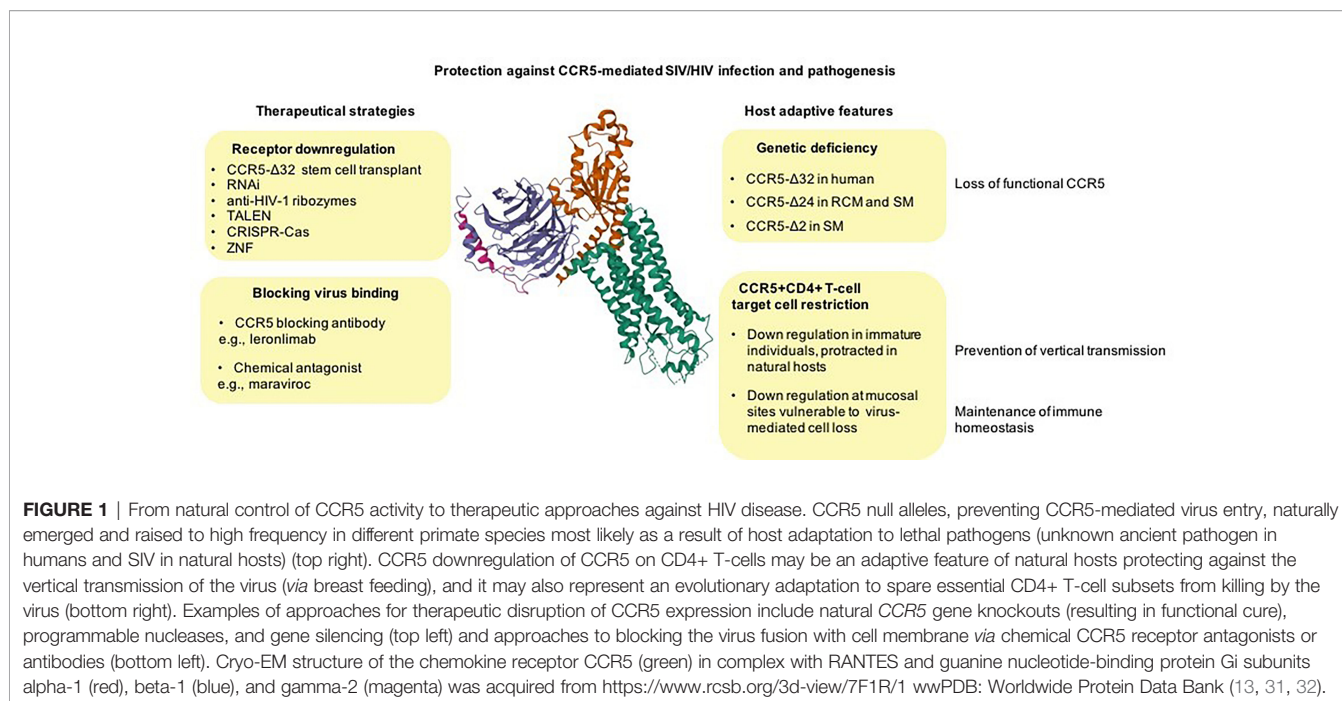 Protection against CCR5-mediated SIV/HIV infection and pathogenesis
Therapeutical strategies
Receptor downregulation
• CCR5-Δ32 stem cell transplant
• RNAi
• anti-HIV-1 ribozymes
• TALEN
• CRISPR-Cas
• ZNF
Blocking virus binding
• CCR5 blocking antibody
e.g., leronlimab
• Chemical antagonist
e.g., maraviroc
Host adaptive features
Genetic deficiency
• CCR5-Δ32 in human
• CCR5-Δ24 in RCM and SM
• CCR5-Δ2 in SM
Loss of functional CCR5
CCR5+CD4+ T-cell
target cell restriction
• Down regulation in immature
individuals, protracted in
natural hosts
Prevention of vertical transmission
• Down regulation at mucosal
sites vulnerable to virus-
mediated cell loss
Maintenance of immune
homeostasis
FIGURE 1 | From natural control of CCR5 activity to therapeutic approaches against HIV disease. CCR5 null alleles, preventing CCR5-mediated virus entry, naturally
emerged and raised to high frequency in different primate species most likely as a result of host adaptation to lethal pathogens (unknown ancient pathogen in
humans and SIV in natural hosts) (top right). CCR5 downregulation of CCR5 on CD4+ T-cells may be an adaptive feature of natural hosts protecting against the
vertical transmission of the virus (via breast feeding), and it may also represent an evolutionary adaptation to spare essential CD4+ T-cell subsets from killing by the
virus (bottom right). Examples of approaches for therapeutic disruption of CCR5 expression include natural CCR5 gene knockouts (resulting in functional cure),
programmable nucleases, and gene silencing (top left) and approaches to blocking the virus fusion with cell membrane via chemical CCR5 receptor antagonists or
antibodies (bottom left). Cryo-EM structure of the chemokine receptor CCR5 (green) in complex with RANTES and guanine nucleotide-binding protein Gi subunits
alpha-1 (red), beta-1 (blue), and gamma-2 (magenta) was acquired from https://www.rcsb.org/3d-view/7F1R/1 wwPDB: Worldwide Protein Data Bank (13, 31, 32).